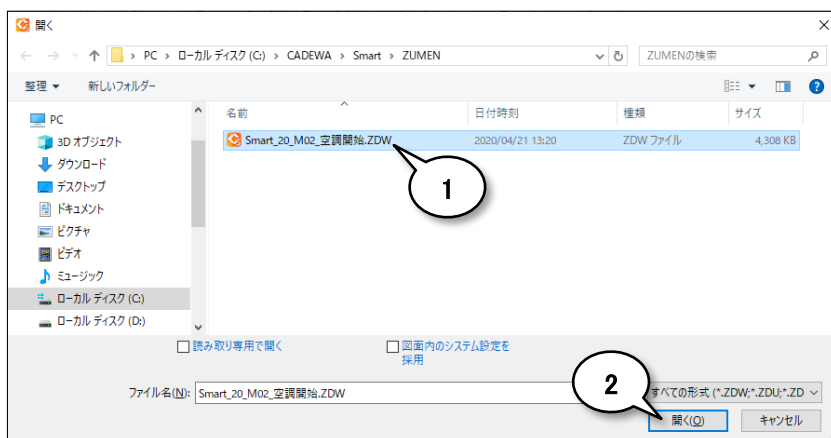 開く
PC > ローカル ディスク (C:) > CADEWA > Smart > ZUMEN
ZUMENの検索
整理
新しいフォルダー
名前
日付時刻
種類
サイズ
PC
3D オブジェクト
ダウンロード
デスクトップ
ドキュメント
ピクチャ
ビデオ
ミュージック
ローカル ディスク (C:)
ローカル ディスク (D:)
Smart_20_M02_空調開始.ZDW
2020/04/21 13:20
ZDW ファイル
4,308 KB
1
読み取り専用で開く
図面内のシステム設定を
採用
ファイル名(N):
Smart_20_M02_空調開始.ZDW
2
すべての形式 (*.ZDW;*.ZDU;*.ZD
開く(O)
キャンセル